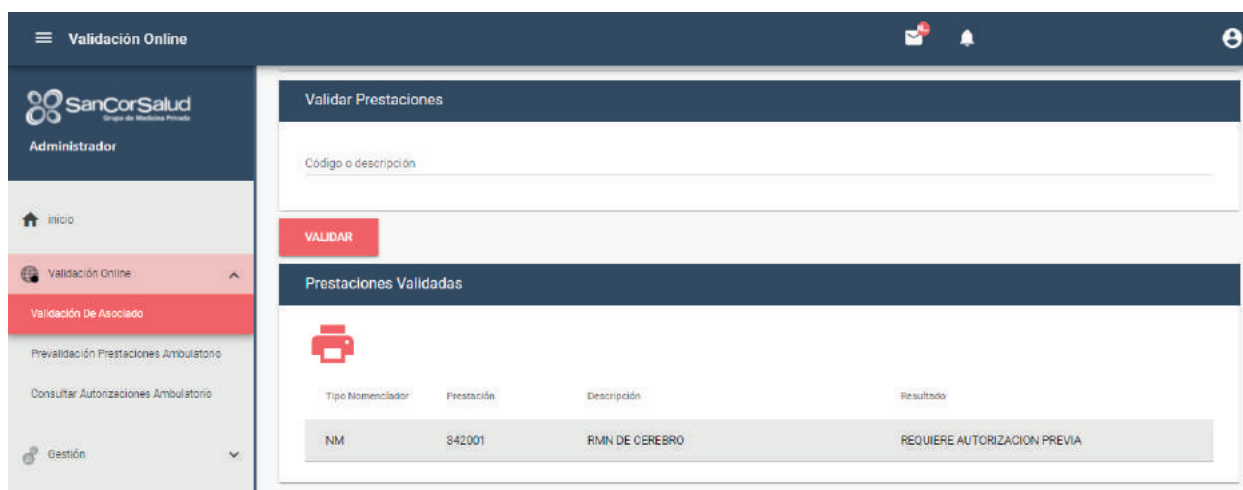 Validación Online
SanCorSalud
Grupo de Medicina Privada
Administrador
inicio
Validación Online
Validación De Asociado
Prevalidación Prestaciones Ambulatorio
Consultar Autorizaciones Ambulatorio
Gestión
Validar Prestaciones
Código o descripción
VALIDAR
Prestaciones Validadas
Tipo Nomenclador Prestación Descripción Resultado
NM 342001 RMN DE CEREBRO REQUIERE AUTORIZACION PREVIA